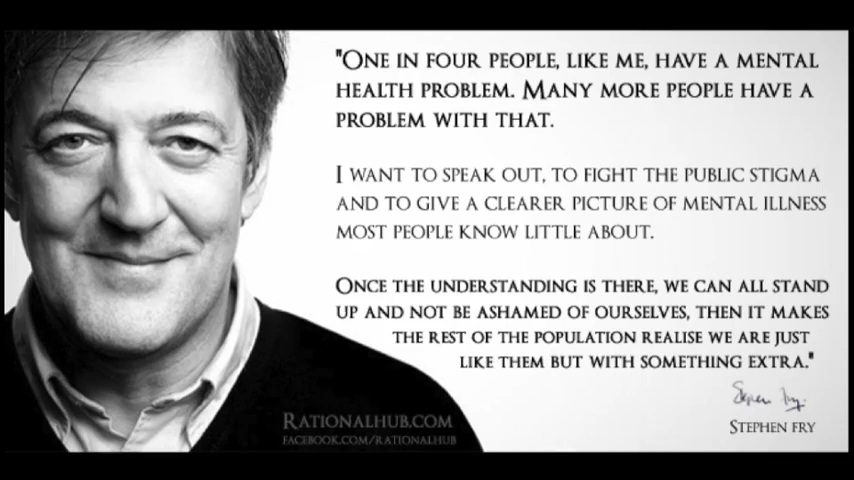 "One in four people, like me, have a mental
health problem. Many more people have a
problem with that.
I want to speak out, to fight the public stigma
and to give a clearer picture of mental illness
most people know little about.
Once the understanding is there, we can all stand
up and not be ashamed of ourselves, then it makes
the rest of the population realise we are just
like them but with something extra."
Stephen Fry
Stephen fry
Rationalhub.com
facebook.com/rationalhub